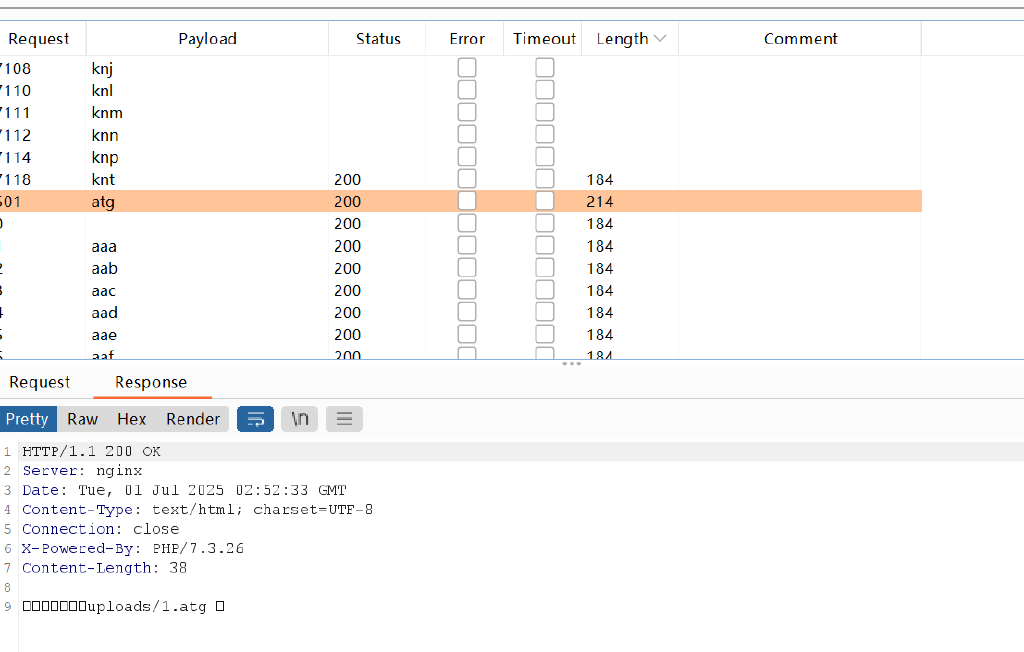 Request Payload Status Error Timeout Length Comment
7108 knj
7110 knl
7111 knm
7112 knn
7114 knp
7118 knt 200 184
501 atg 200 214
0 200 184
aaa 200 184
2 aab 200 184
3 aac 200 184
4 aad 200 184
5 aae 200 184
6 aaf 200 184
Request Response
Pretty Raw Hex Render \n
1 HTTP/1.1 200 OK
2 Server: nginx
3 Date: Tue, 01 Jul 2025 02:52:33 GMT
4 Content-Type: text/html; charset=UTF-8
5 Connection: close
6 X-Powered-By: PHP/7.3.26
7 Content-Length: 38
8
9 □□□□□□□uploads/1.atg □